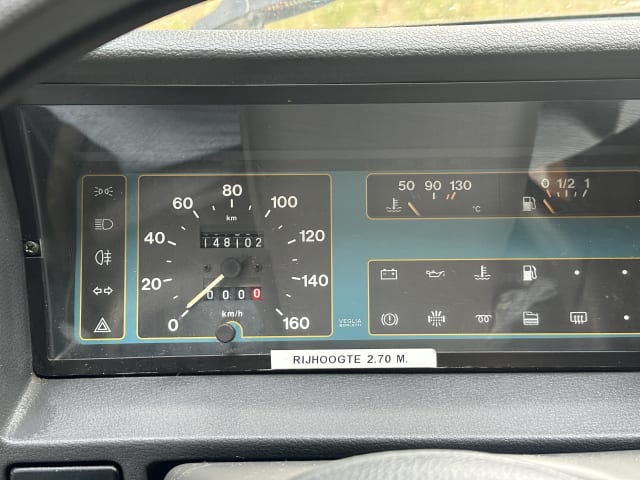 60 80 100
km
40 148102 120
20 0000 140
0 km/h 160
VEGLIA
BORLETTI
50 90 130
°C
0 1/2 1
RIJHOOGTE 2.70 M.